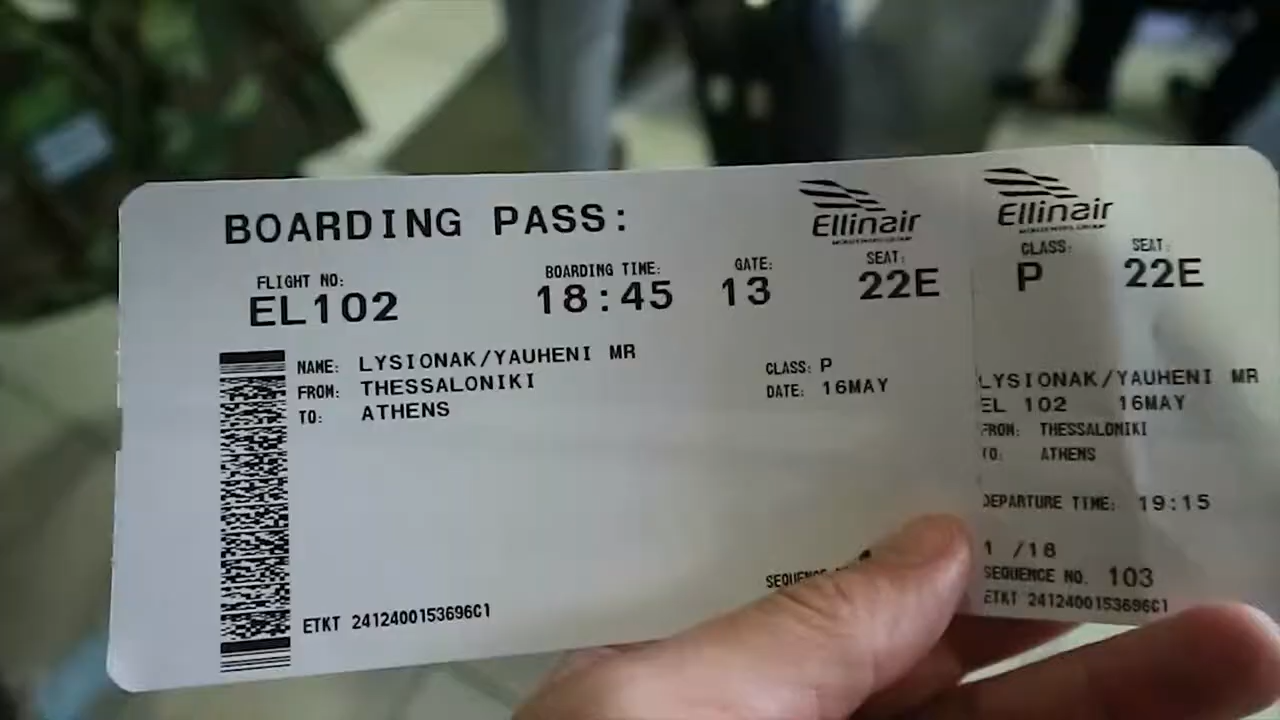 BOARDING PASS:
Ellinair
FLIGHT NO:
EL102
BOARDING TIME:
18:45
GATE:
13
SEAT:
22E
NAME: LYSIONAK/YAUHENI MR
FROM: THESSALONIKI
TO: ATHENS
CLASS: P
DATE: 16MAY
ETKT 2412400153696C1
Ellinair
CLASS:
P
SEAT:
22E
LYSIONAK/YAUHENI MR
EL 102 16MAY
FROM: THESSALONIKI
TO: ATHENS
DEPARTURE TIME: 19:15
1 /18
SEQUENCE NO. 103
ETKT 2412400153696C1